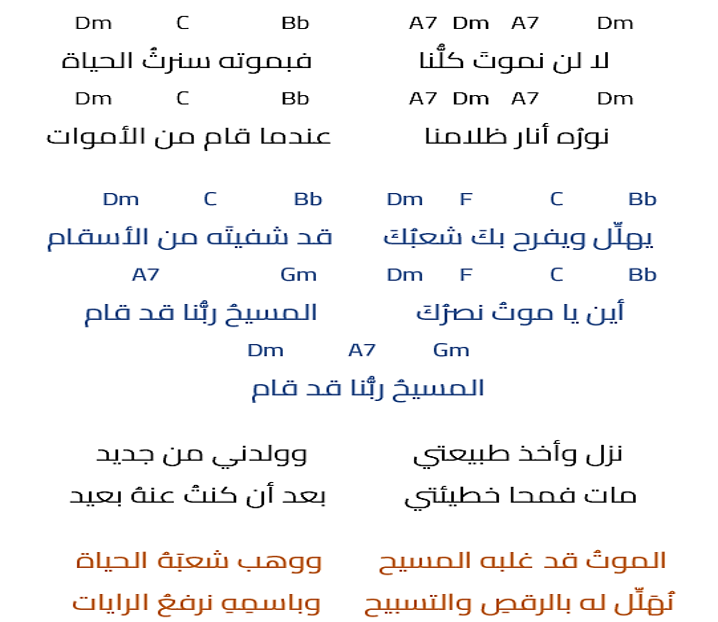 Dm C Bb A7 Dm A7 Dm
لا لن نموتَ كلُّنا فبموته سنرثُ الحياة
Dm C Bb A7 Dm A7 Dm
نورُه أنار ظلامنا عندما قام من الأموات
Dm C Bb Dm F C Bb
يهلِّل ويفرح بكَ شعبُكَ قد شفيتَه من الأسقام
A7 Gm Dm F C Bb
أين يا موتُ نصرُكَ المسيحُ ربُّنا قد قام
Dm A7 Gm
المسيحُ ربُّنا قد قام
نزل وأخذ طبيعتي وولدني من جديد
مات فمحا خطيئتي بعد أن كنتُ عنهُ بعيد
الموتُ قد غلبه المسيح ووهب شعبَهُ الحياة
نُهَلِّل له بالرقصِ والتسبيح وباسمِهِ نرفعُ الرايات